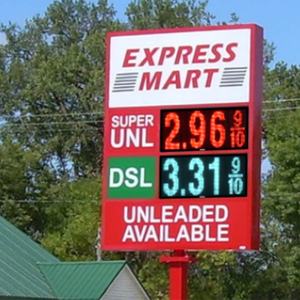 EXPRESS
MART
SUPER
UNL 2.96 9/10
DSL 3.31 9/10
UNLEADED
AVAILABLE